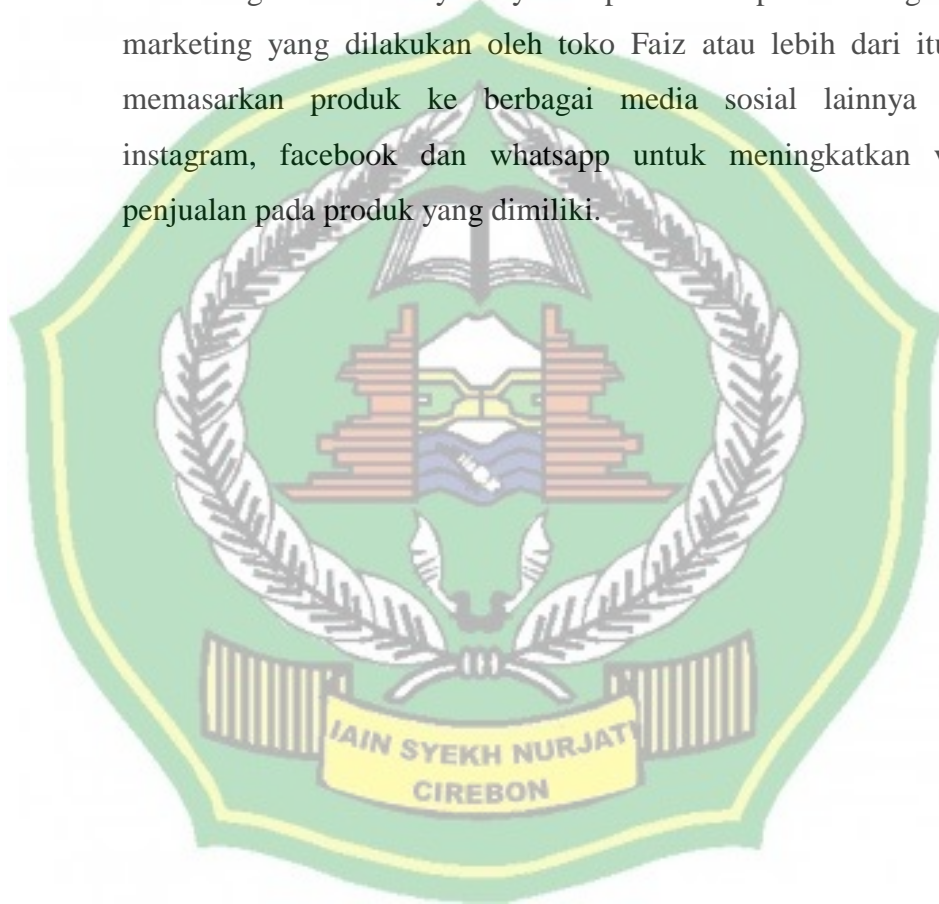 marketing yang dilakukan oleh toko Faiz atau lebih dari itu
memasarkan produk ke berbagai media sosial lainnya
instagram, facebook dan whatsapp untuk meningkatkan
penjualan pada produk yang dimiliki.
IAIN SYEKH NURJATI
CIREBON